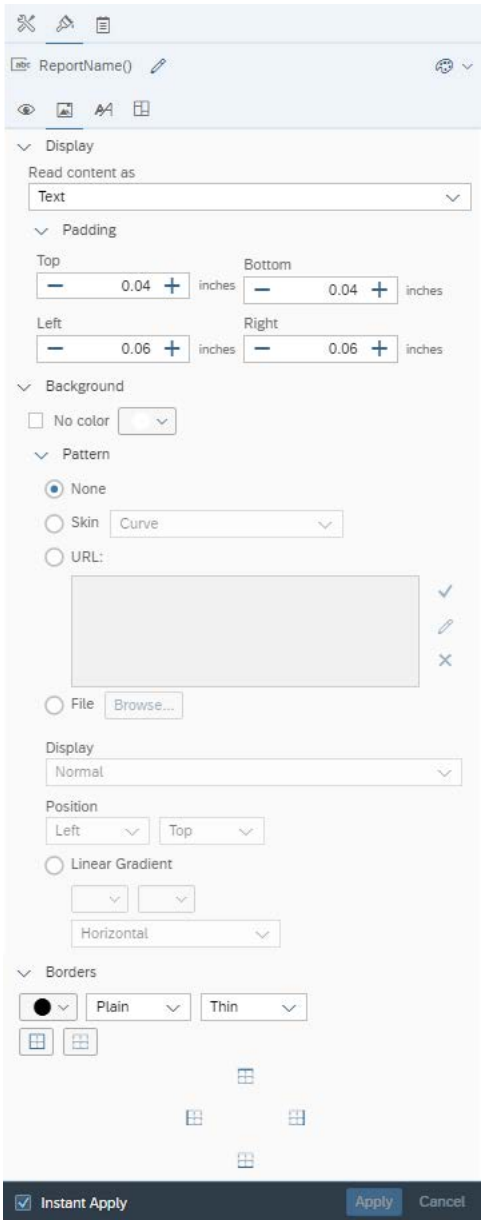 abc ReportName()
Display
Read content as
Text
Padding
Top Bottom
0.04 inches 0.04 inches
Left Right
0.06 inches 0.06 inches
Background
No color
Pattern
None
Skin Curve
URL:
File Browse...
Display
Normal
Position
Left Top
Linear Gradient
Horizontal
Borders
Plain Thin
Instant Apply Apply Cancel